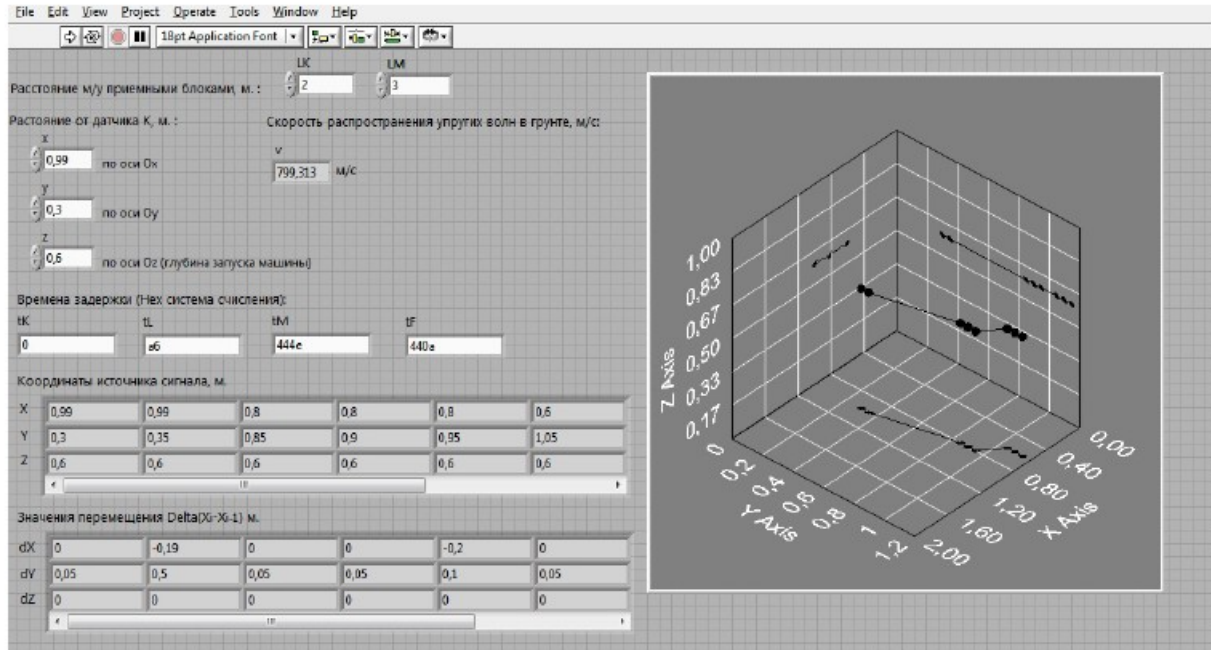 File Edit View Project Operate Tools Window Help
18pt Application Font
LK LM
Расстояние м/у приемными блоками, м. : 2 3
Растояние от датчика К, м. : Скорость распространения упругих волн в грунте, м/с:
x
0,99 по оси Ox
v
799,313 м/с
y
0,3 по оси Oy
z
0,6 по оси Oz (глубина запуска машины)
Времена задержки (Hex система счисления):
tK tL tM tF
0 a6 444e 440a
Координаты источника сигнала, м.
X 0,99 0,99 0,8 0,8 0,8 0,6
Y 0,3 0,35 0,85 0,9 0,95 1,05
Z 0,6 0,6 0,6 0,6 0,6 0,6
Значения перемещения Delta(Xi-Xi-1) м.
dX 0 -0,19 0 0 -0,2 0
dY 0,05 0,5 0,05 0,05 0,1 0,05
dZ 0 0 0 0 0 0
1,00
0,83
0,67
0,50
0,33
0,17
Z Axis
0
0,2
0,4
0,6
0,8
1
1,2
Y Axis
0,00
0,40
0,80
1,20
1,60
2,00
X Axis